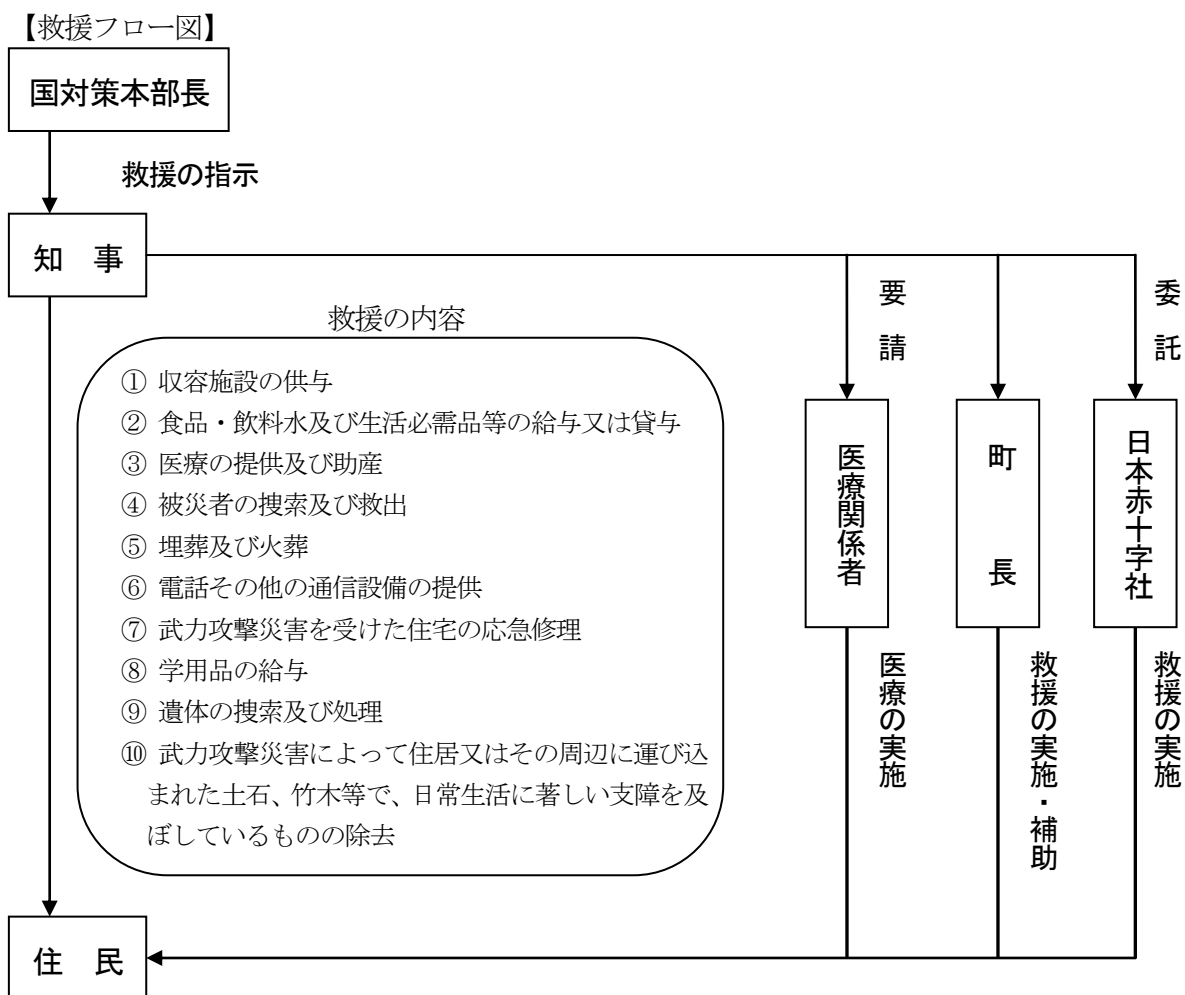 【救援フロー図】
国対策本部長
救援の指示
知 事
要請
委託
救援の内容
① 収容施設の供与
② 食品・飲料水及び生活必需品等の給与又は貸与
③ 医療の提供及び助産
④ 被災者の捜索及び救出
⑤ 埋葬及び火葬
⑥ 電話その他の通信設備の提供
⑦ 武力攻撃災害を受けた住宅の応急修理
⑧ 学用品の給与
⑨ 遺体の捜索及び処理
⑩ 武力攻撃災害によって住居又はその周辺に運び込
まれた土石、竹木等で、日常生活に著しい支障を及
ぼしているものの除去
医療関係者
町 長
日本赤十字社
医療の実施
救援の実施・補助
救援の実施
住 民